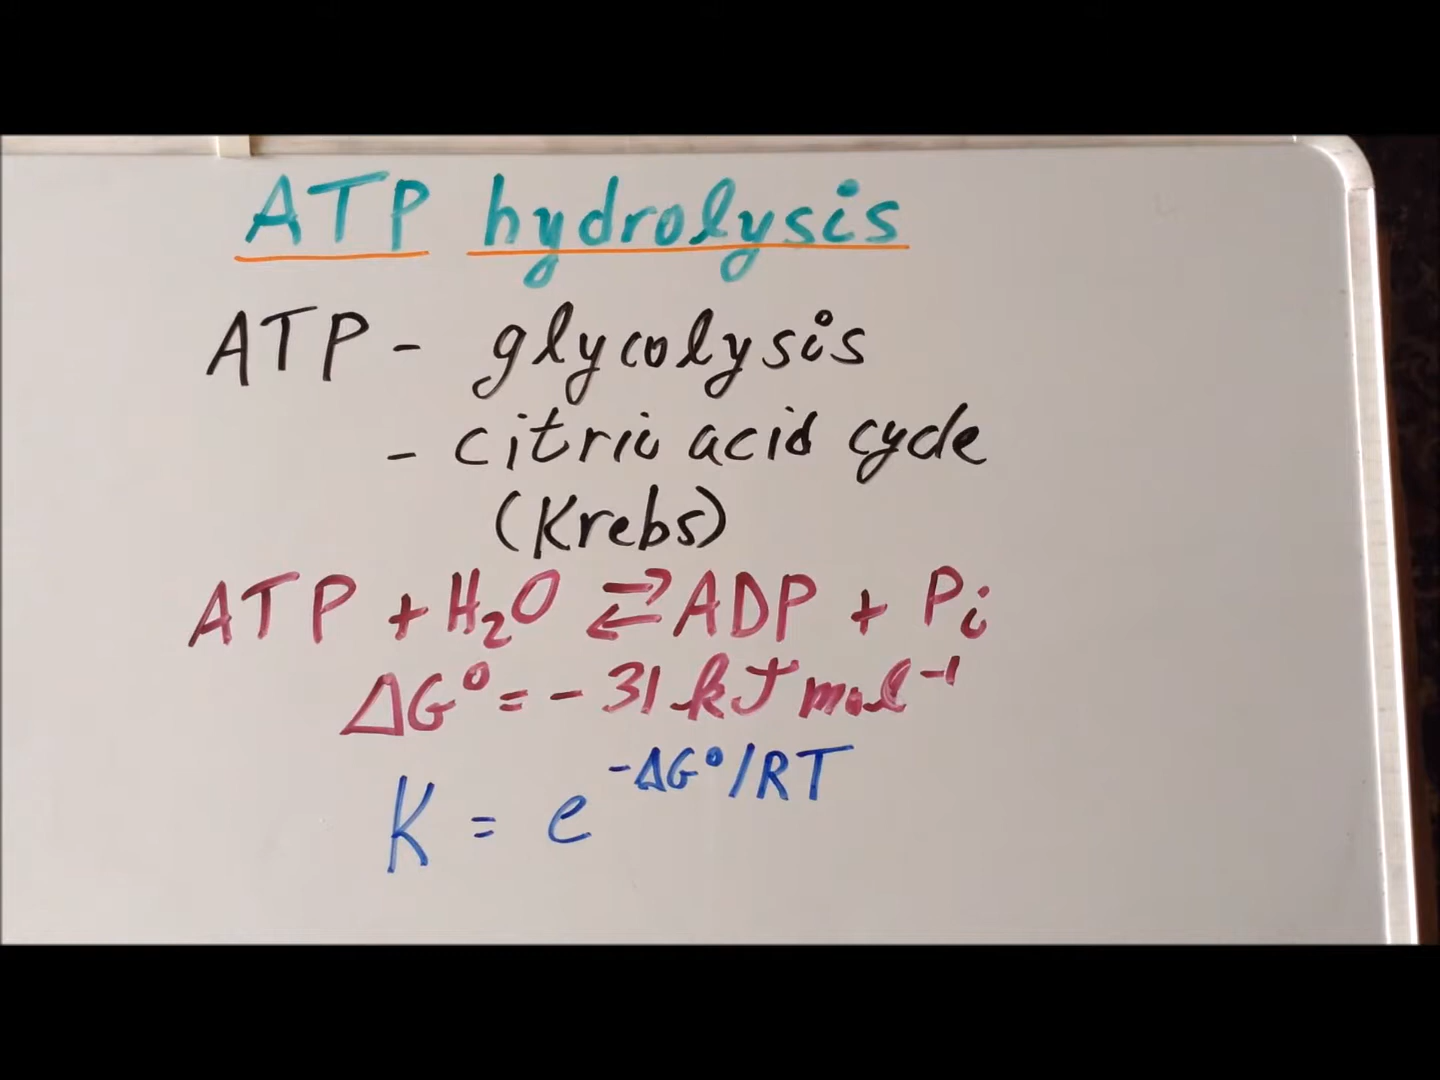 ATP hydrolysis
ATP - glycolysis
- citric acid cycle
(Krebs)
ATP + H₂O ⇄ ADP + Pᵢ
ΔG° = - 31 kJ mol⁻¹
K = e^(-ΔG°/RT)